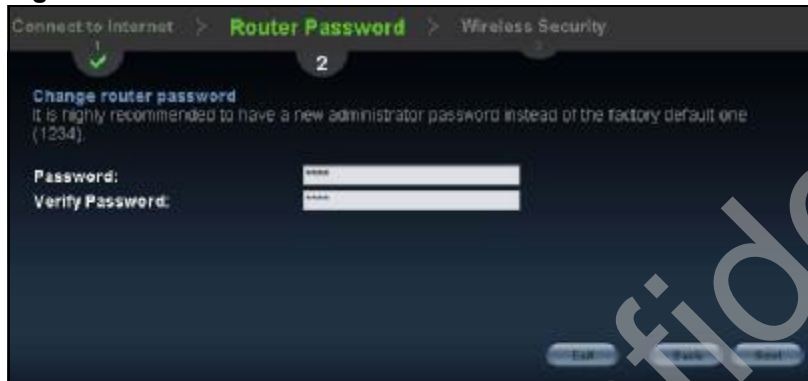 Connect to Internet > Router Password > Wireless Security
1
2
3
Change router password
It is highly recommended to have a new administrator password instead of the factory default one
(1234).
Password: ****
Verify Password: ****
Exit Back Next